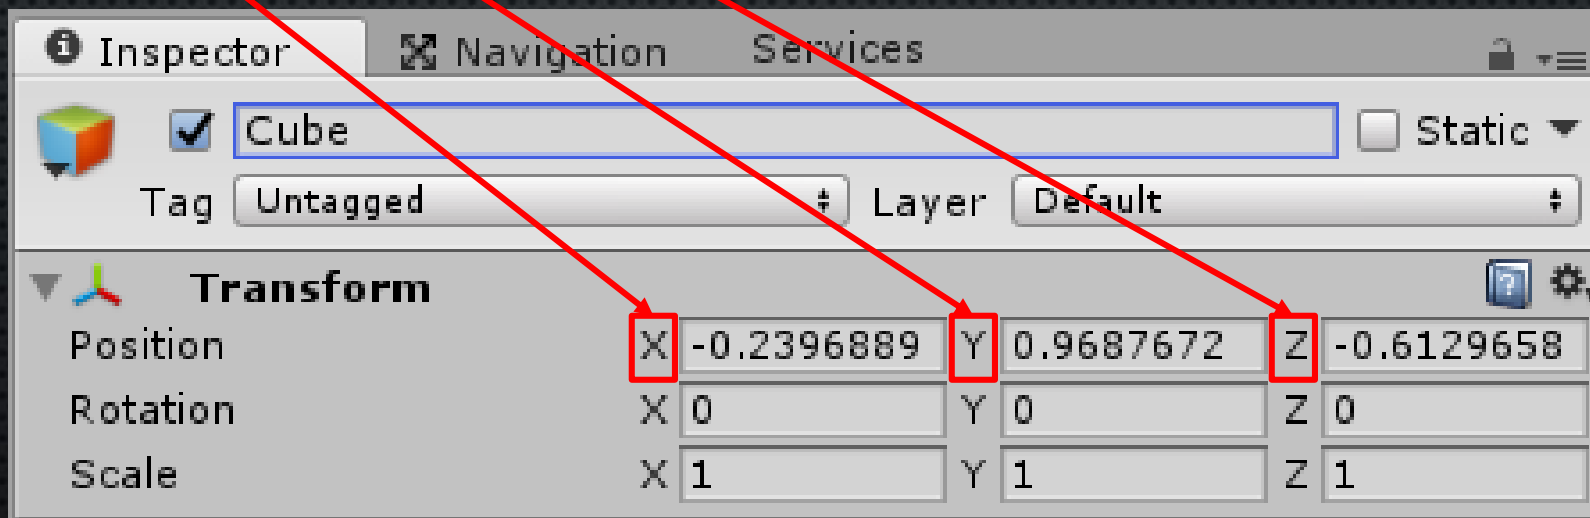 Inspector Navigation Services
Cube Static
Tag Untagged Layer Default
Transform
Position X -0.2396889 Y 0.9687672 Z -0.6129658
Rotation X 0 Y 0 Z 0
Scale X 1 Y 1 Z 1